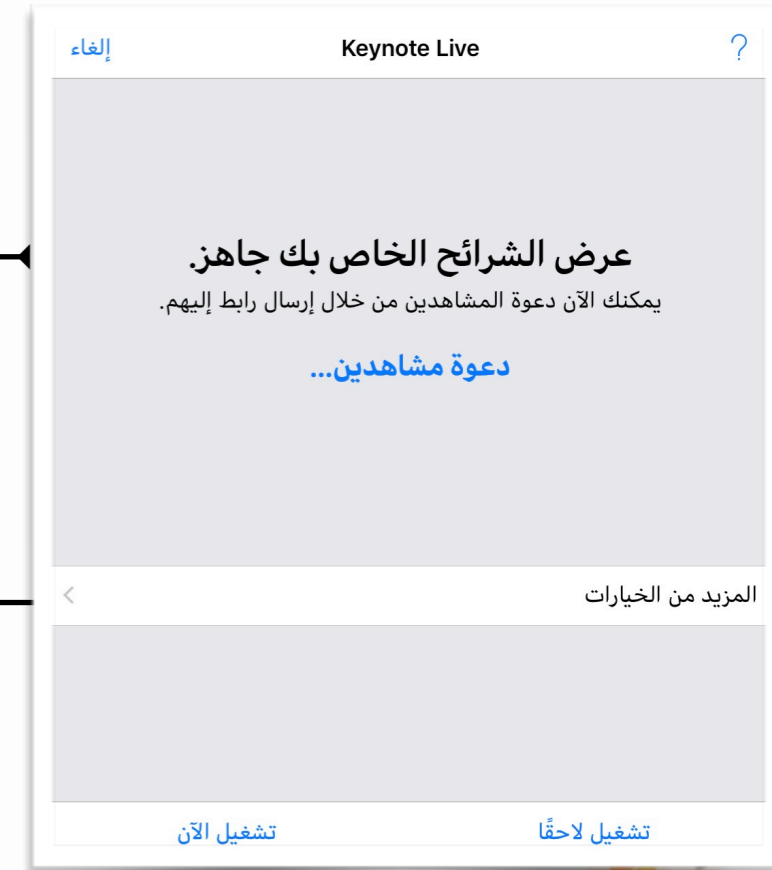 ؟
Keynote Live
إلغاء
عرض الشرائح الخاص بك جاهز.
يمكنك الآن دعوة المشاهدين من خلال إرسال رابط إليهم.
دعوة مشاهدين...
المزيد من الخيارات
تشغيل لاحقًا
تشغيل الآن